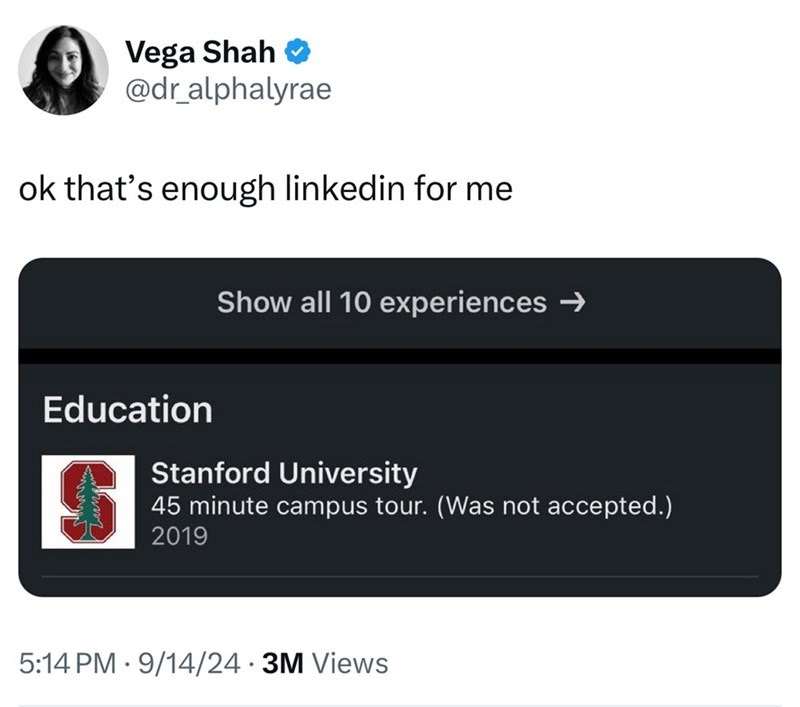 Vega Shah
@dr_alphalyrae
ok that’s enough linkedin for me
Show all 10 experiences →
Education
Stanford University
45 minute campus tour. (Was not accepted.)
2019
5:14 PM · 9/14/24 · 3M Views